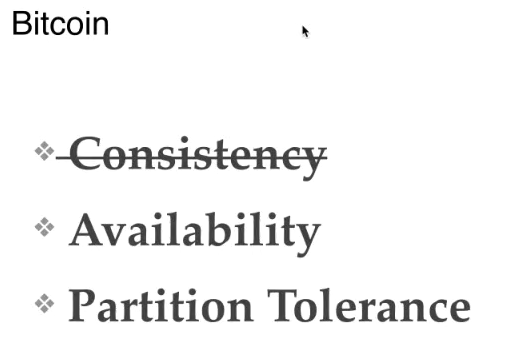 Bitcoin
Consistency
Availability
Partition Tolerance